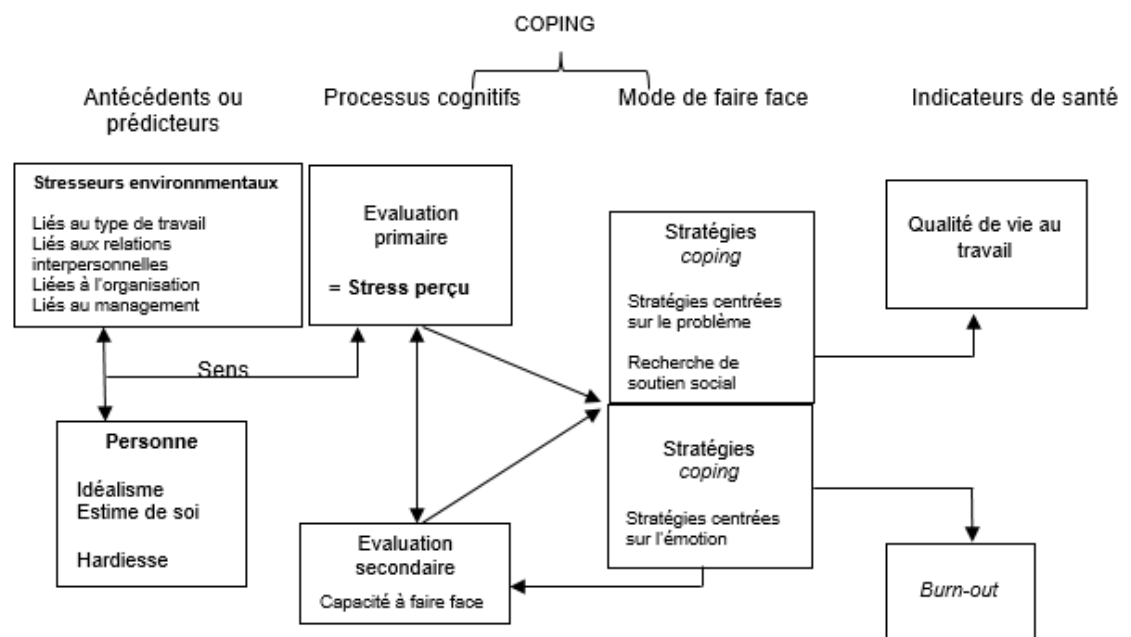 COPING
Antécédents ou
prédicteurs
Processus cognitifs
Mode de faire face
Indicateurs de santé
Stresseurs environnmentaux
Liés au type de travail
Liés aux relations
interpersonnelles
Liées à l'organisation
Liés au management
Sens
Personne
Idéalisme
Estime de soi
Hardiesse
Evaluation
primaire
= Stress perçu
Evaluation
secondaire
Capacité à faire face
Stratégies
coping
Stratégies centrées
sur le problème
Recherche de
soutien social
Stratégies
coping
Stratégies centrées
sur l'émotion
Qualité de vie au
travail
Burn-out